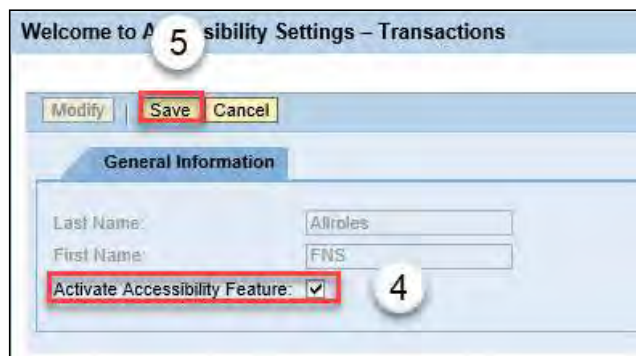 Welcome to A sibility Settings – Transactions
5
Modify | Save Cancel
General Information
Last Name: Allroles
First Name: FNS
Activate Accessibility Feature:
4